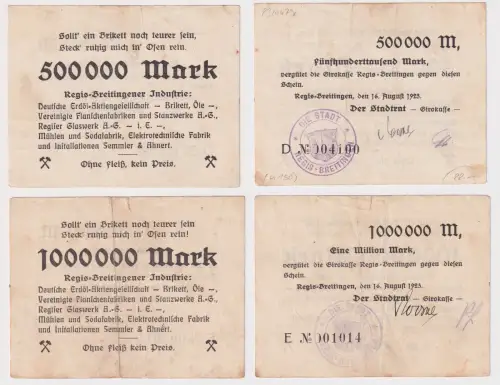 Sollt' ein Brikett noch teurer sein,
Steck' ruhig mich in Ofen rein.
500000 Mark
Regis-Breitingener Industrie:
Deutsche Erdöl-Aktiengesellschaft — Brikett, Öle —,
Vereinigte Flanschenfabriken und Stanzwerke A.-G.,
Regiser Glaswerk A.-G. — i. E. —,
Mühlen und Sodafabrik, Elektrotechnische Fabrik
und Installationen Semmler & Ahnert.
Ohne Fleiß, kein Preis.
500000 M,
Fünfhunderttausend Mark,
vergütet die Girokasse Regis-Breitingen gegen diesen
Schein.
Regis-Breitingen, den 16. August 1923.
Der Stadtrat — Girokasse —
DIE STADT
REGIS-BREITINGEN
D № 004100
Sollt' ein Brikett noch teurer sein
Steck' ruhig mich in Ofen rein.
1000000 Mark
Regis-Breitingener Industrie:
Deutsche Erdöl-Aktiengesellschaft — Brikett, Öle —,
Vereinigte Flanschenfabriken und Stanzwerke A.-G.,
Regiser Glaswerk A.-G. — i. E. —,
Mühlen und Sodafabrik, Elektrotechnische Fabrik
und Installationen Semmler & Ahnert.
Ohne Fleiß kein Preis.
1000000 M,
Eine Million Mark,
vergütet die Girokasse Regis-Breitingen gegen diesen
Schein.
Regis-Breitingen, den 16. August 1923.
Der Stadtrat — Girokasse —
E № 001014